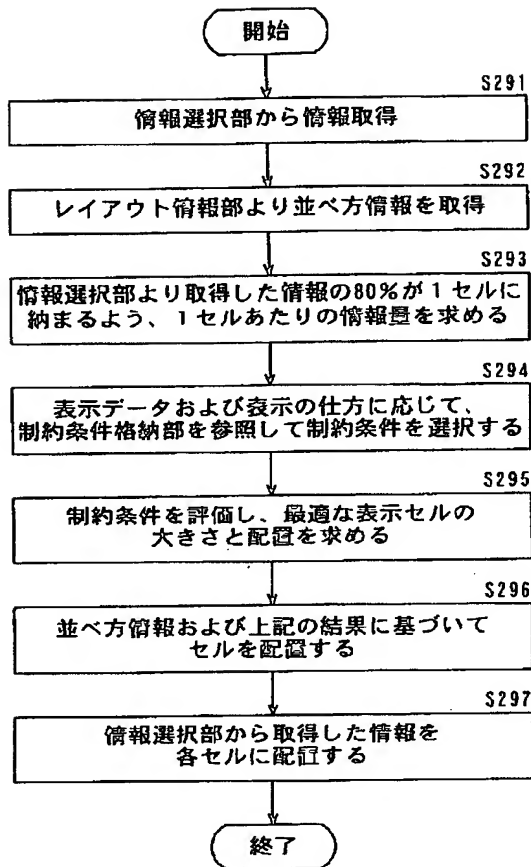 開始
S291
情報選択部から情報取得
S292
レイアウト情報部より並べ方情報を取得
S293
情報選択部より取得した情報の80%が1セルに
納まるよう、1セルあたりの情報量を求める
S294
表示データおよび表示の仕方に応じて、
制約条件格納部を参照して制約条件を選択する
S295
制約条件を評価し、最適な表示セルの
大きさと配置を求める
S296
並べ方情報および上記の結果に基づいて
セルを配置する
S297
情報選択部から取得した情報を
各セルに配置する
終了